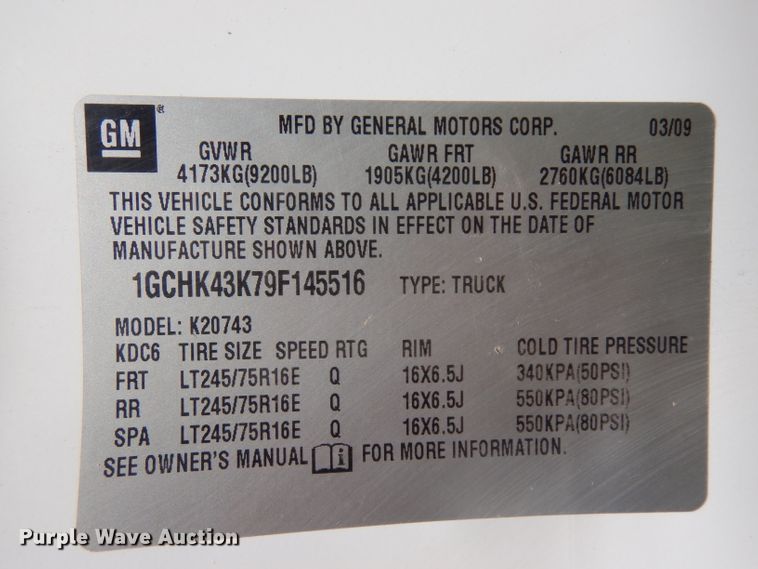 GM ®
MFD BY GENERAL MOTORS CORP. 03/09
GVWR GAWR FRT GAWR RR
4173KG(9200LB) 1905KG(4200LB) 2760KG(6084LB)
THIS VEHICLE CONFORMS TO ALL APPLICABLE U.S. FEDERAL MOTOR
VEHICLE SAFETY STANDARDS IN EFFECT ON THE DATE OF
MANUFACTURE SHOWN ABOVE.
1GCHK43K79F145516 TYPE: TRUCK
MODEL: K20743
KDC6 TIRE SIZE SPEED RTG RIM COLD TIRE PRESSURE
FRT LT245/75R16E Q 16X6.5J 340KPA(50PSI)
RR LT245/75R16E Q 16X6.5J 550KPA(80PSI)
SPA LT245/75R16E Q 16X6.5J 550KPA(80PSI)
SEE OWNER'S MANUAL i FOR MORE INFORMATION.
Purple Wave Auction